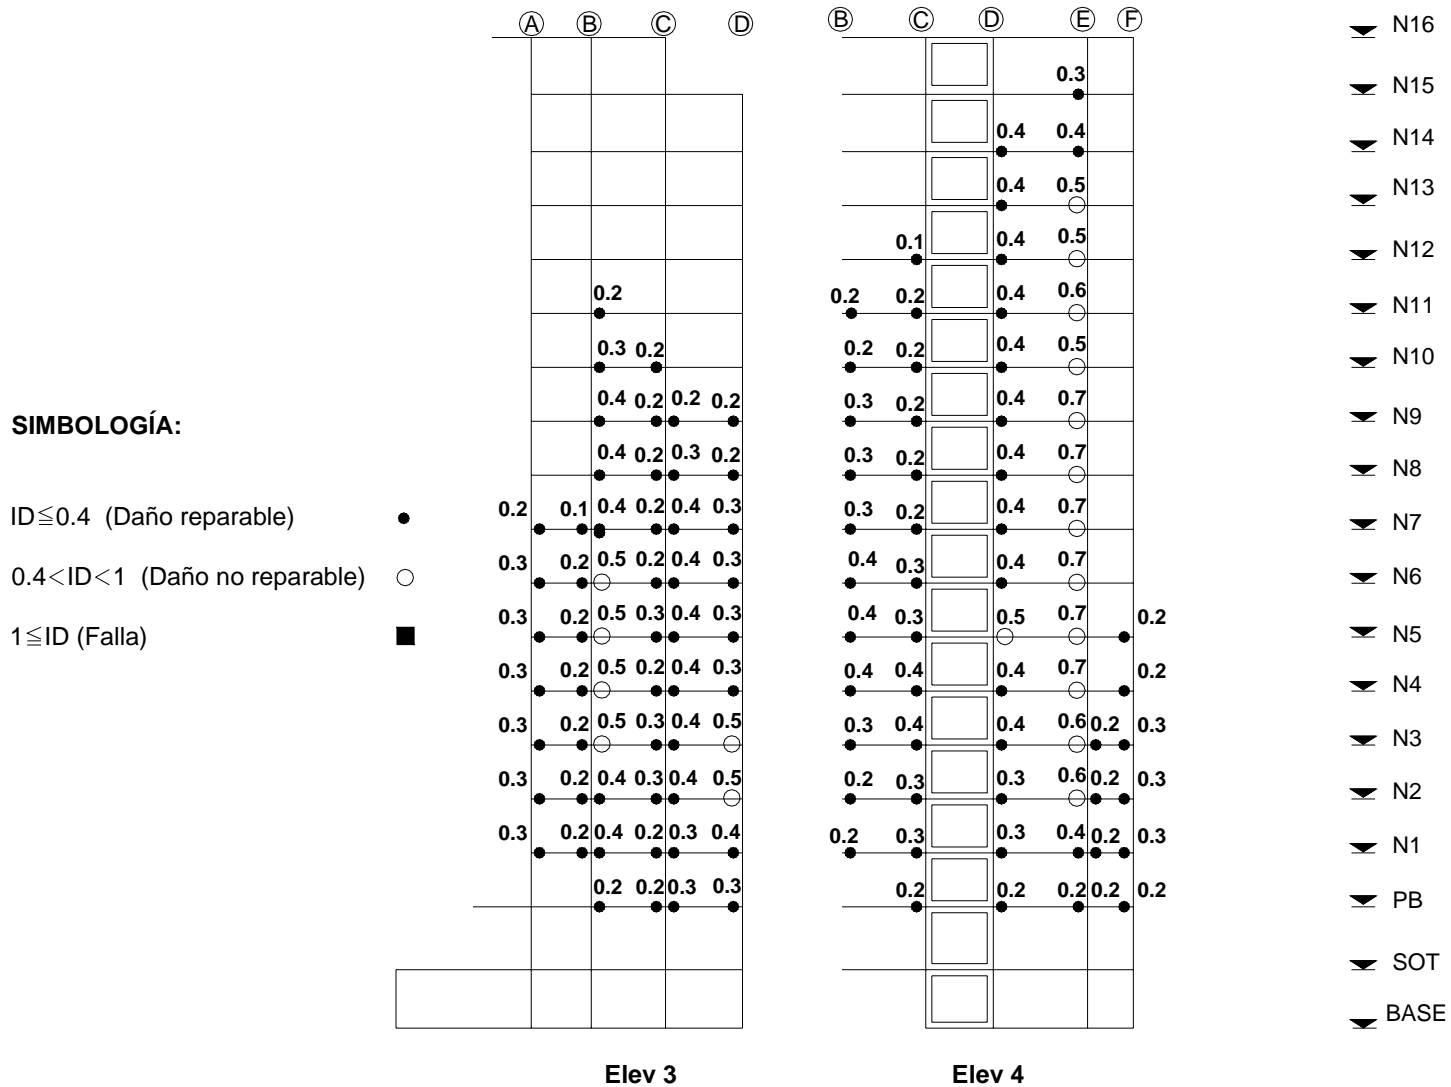 A B C D B C D E F
N16
0.3 N15
0.4 0.4 N14
0.4 0.5 N13
0.1 0.4 0.5 N12
0.2 0.2 0.2 0.4 0.6 N11
0.3 0.2 0.2 0.2 0.4 0.5 N10
0.4 0.2 0.2 0.2 0.3 0.2 0.4 0.7 N9
SIMBOLOGÍA:
0.4 0.2 0.3 0.2 0.3 0.2 0.4 0.7 N8
ID≦0.4 (Daño reparable)
0.2 0.1 0.4 0.2 0.4 0.3 0.3 0.2 0.4 0.7 N7
0.4<ID<1 (Daño no reparable)
0.3 0.2 0.5 0.2 0.4 0.3 0.4 0.3 0.4 0.7 N6
1≦ID (Falla)
0.3 0.2 0.5 0.3 0.4 0.3 0.4 0.3 0.5 0.7 0.2 N5
0.3 0.2 0.5 0.2 0.4 0.3 0.4 0.4 0.4 0.7 0.2 N4
0.3 0.2 0.5 0.3 0.4 0.5 0.3 0.4 0.4 0.6 0.2 0.3 N3
0.3 0.2 0.4 0.3 0.4 0.5 0.2 0.3 0.3 0.6 0.2 0.3 N2
0.3 0.2 0.4 0.2 0.3 0.4 0.2 0.3 0.3 0.4 0.2 0.3 N1
0.2 0.2 0.3 0.3 0.2 0.2 0.2 0.2 0.2 PB
SOT
BASE
Elev 3 Elev 4